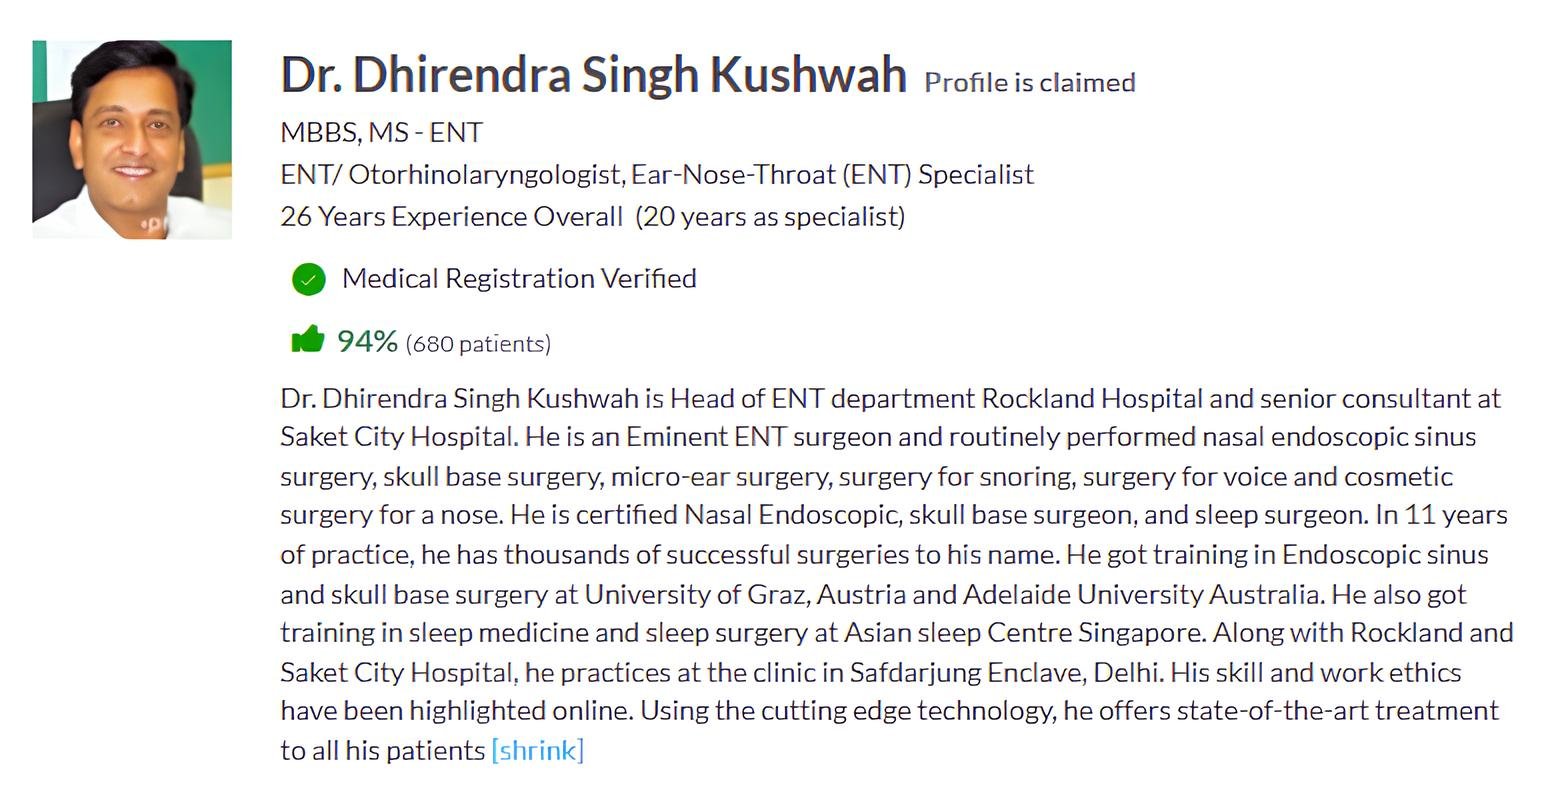 Dr. Dhirendra Singh Kushwah Profile is claimed
MBBS, MS - ENT
ENT/ Otorhinolaryngologist, Ear-Nose-Throat (ENT) Specialist
26 Years Experience Overall (20 years as specialist)
Medical Registration Verified
94% (680 patients)
Dr. Dhirendra Singh Kushwah is Head of ENT department Rockland Hospital and senior consultant at
Saket City Hospital. He is an Eminent ENT surgeon and routinely performed nasal endoscopic sinus
surgery, skull base surgery, micro-ear surgery, surgery for snoring, surgery for voice and cosmetic
surgery for a nose. He is certified Nasal Endoscopic, skull base surgeon, and sleep surgeon. In 11 years
of practice, he has thousands of successful surgeries to his name. He got training in Endoscopic sinus
and skull base surgery at University of Graz, Austria and Adelaide University Australia. He also got
training in sleep medicine and sleep surgery at Asian sleep Centre Singapore. Along with Rockland and
Saket City Hospital, he practices at the clinic in Safdarjung Enclave, Delhi. His skill and work ethics
have been highlighted online. Using the cutting edge technology, he offers state-of-the-art treatment
to all his patients [shrink]